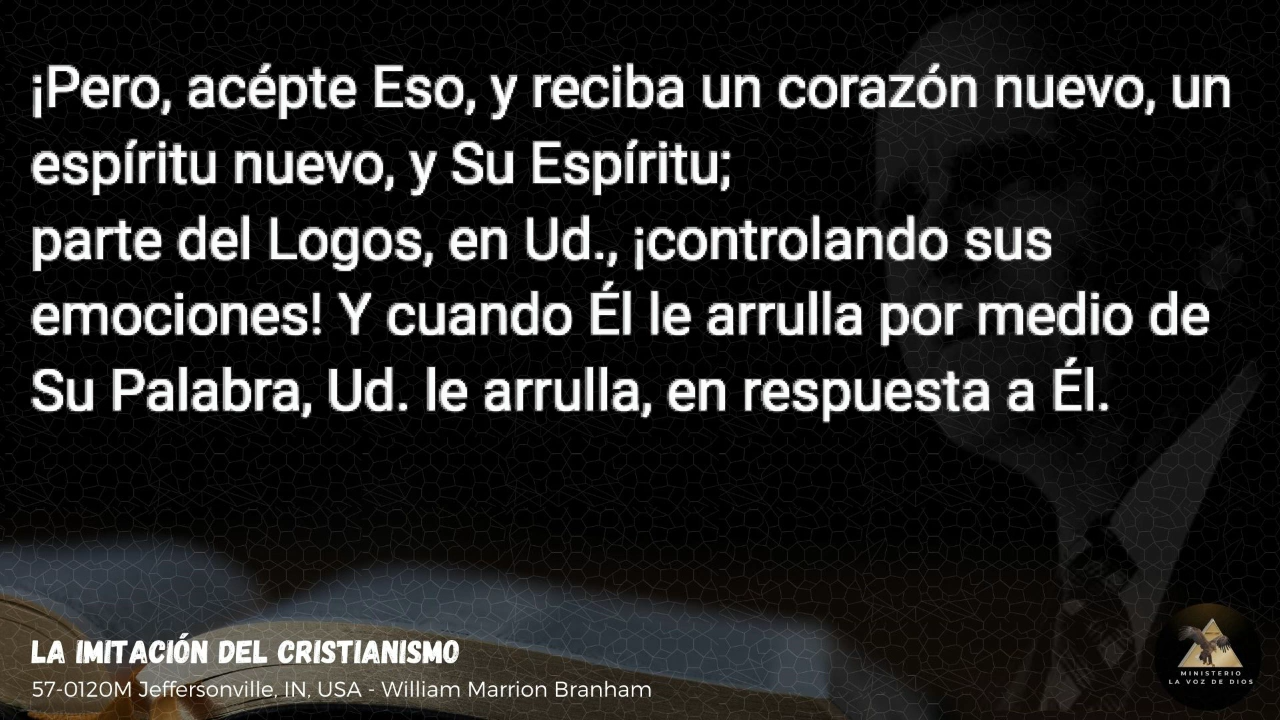 ¡Pero, acépte Eso, y reciba un corazón nuevo, un
espíritu nuevo, y Su Espíritu;
parte del Logos, en Ud., ¡controlando sus
emociones! Y cuando Él le arrulla por medio de
Su Palabra, Ud. le arrulla, en respuesta a Él.
LA IMITACIÓN DEL CRISTIANISMO
57-0120M Jeffersonville, IN, USA - William Marrion Branham
MINISTERIO
LA VOZ DE DIOS